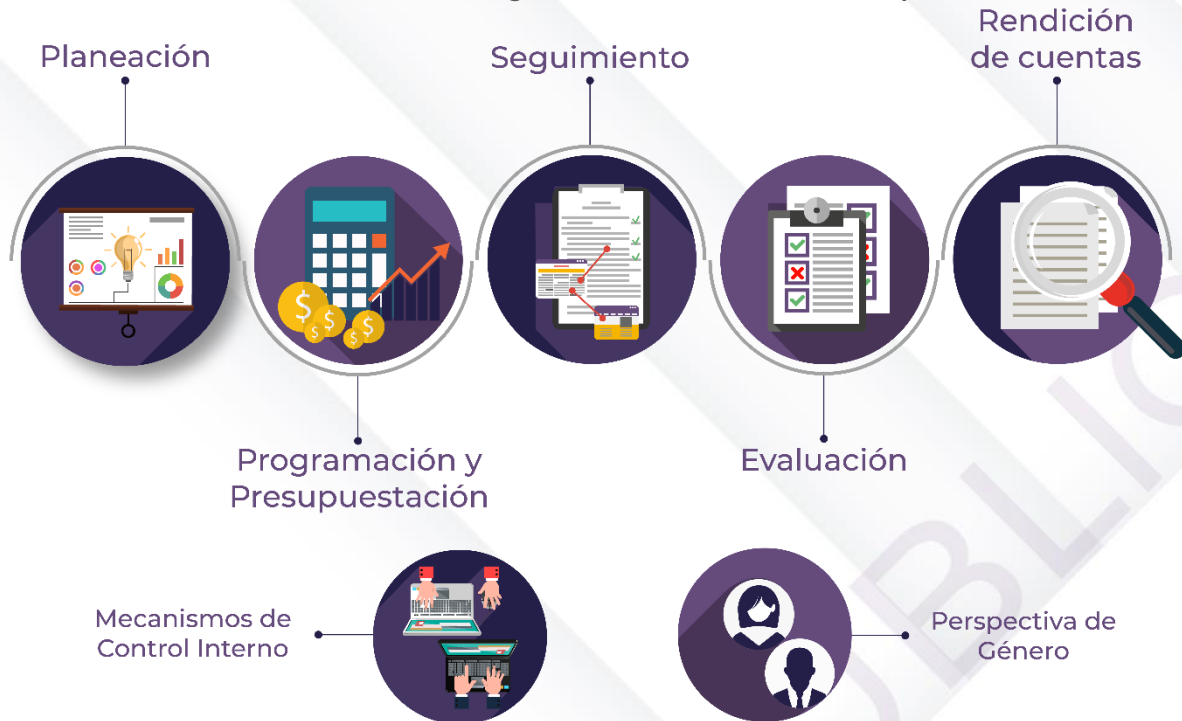 Planeación
Seguimiento
Rendición
de cuentas
Programación y
Presupuestación
Evaluación
Mecanismos de
Control Interno
Perspectiva de
Género